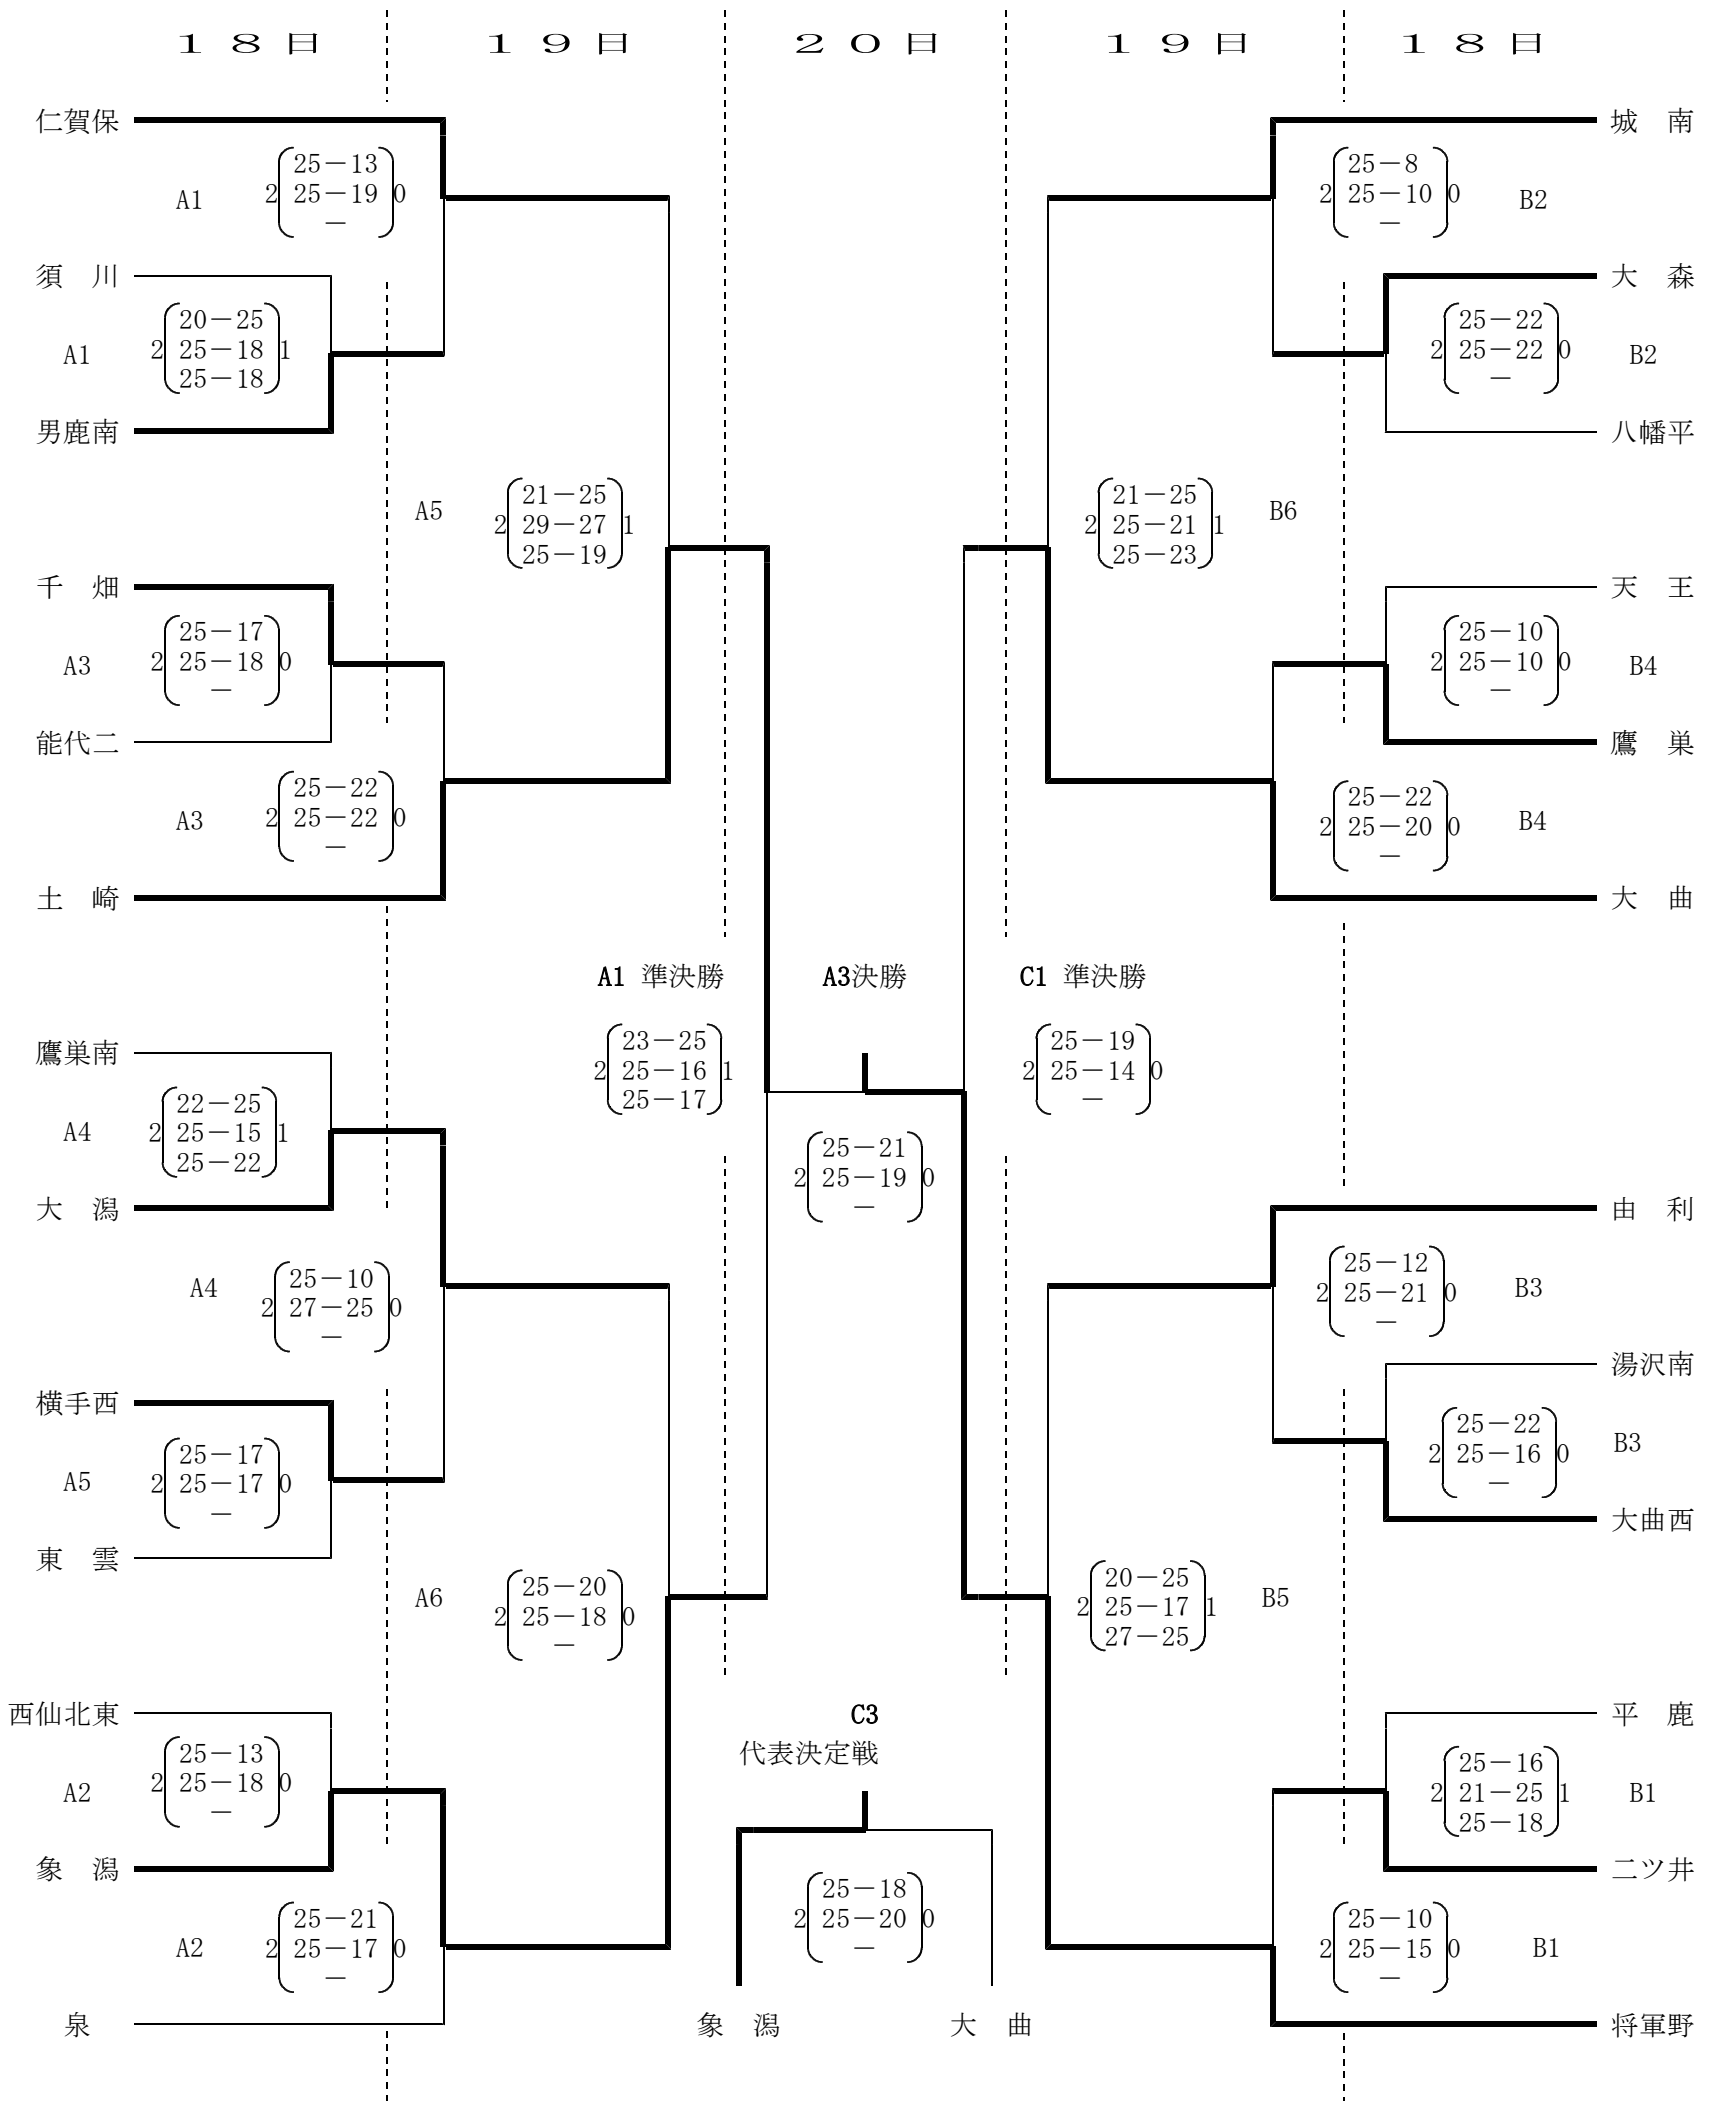 １８日　１９日　２０日　１９日　１８日
仁賀保
25－13
A1 2 25－19 0
－
須　川
20－25
A1 2 25－18 1
25－18
男鹿南
A5
21－25
2 29－27 1
25－19
千　畑
25－17
A3 2 25－18 0
－
能代二
25－22
A3 2 25－22 0
－
土　崎
城　南
25－8
2 25－10 0 B2
－
大　森
25－22
2 25－22 0 B2
－
八幡平
21－25
2 25－21 1
25－23
B6
天　王
25－10
2 25－10 0 B4
－
鷹　巣
25－22
2 25－20 0 B4
－
大　曲
A1 準決勝
23－25
2 25－16 1
25－17
A3決勝
25－21
2 25－19 0
－
C1 準決勝
25－19
2 25－14 0
－
鷹巣南
22－25
A4 2 25－15 1
25－22
大　潟
25－10
A4 2 27－25 0
－
横手西
25－17
A5 2 25－17 0
－
東　雲
A6
25－20
2 25－18 0
－
西仙北東
25－13
A2 2 25－18 0
－
象　潟
25－21
A2 2 25－17 0
－
泉
由　利
25－12
2 25－21 0 B3
－
湯沢南
25－22
2 25－16 0 B3
－
大曲西
20－25
2 25－17 1
27－25
B5
平　鹿
25－16
2 21－25 1 B1
25－18
二ツ井
25－10
2 25－15 0 B1
－
将軍野
C3
代表決定戦
25－18
2 25－20 0
－
象　潟　大　曲